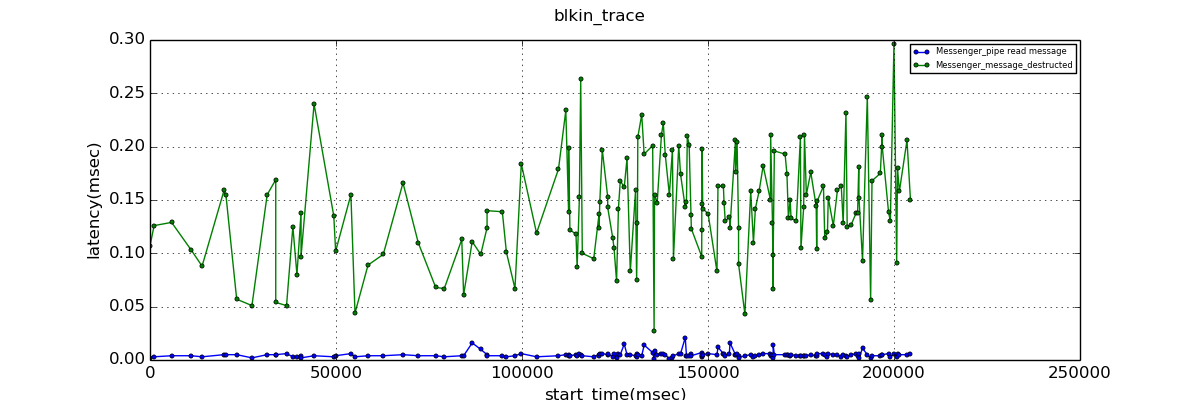 blkin_trace
0.30
0.25
0.20
0.15
0.10
0.05
0.00
latency(msec)
Messenger_pipe read message
Messenger_message_destructed
0 50000 100000 150000 200000 250000
start_time(msec)